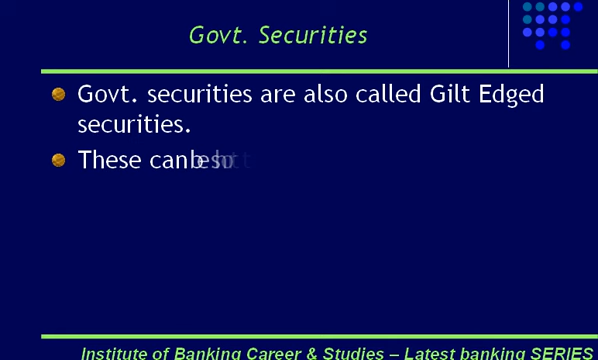 Govt. Securities
Govt. securities are also called Gilt Edged
securities.
These can be
Institute of Banking Career & Studies – Latest banking SERIES